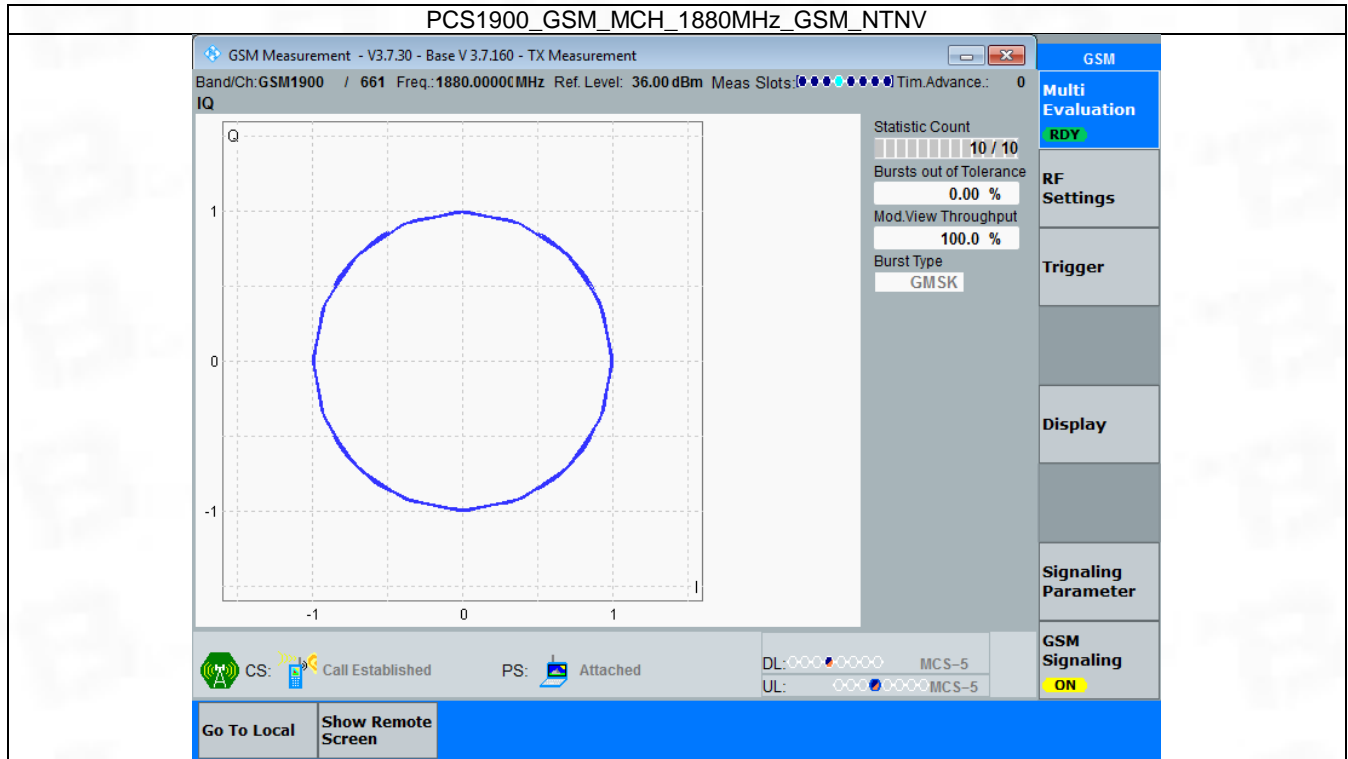 PCS1900_GSM_MCH_1880MHz_GSM_NTNV
GSM Measurement - V3.7.30 - Base V 3.7.160 - TX Measurement
GSM
Band/Ch:GSM1900 / 661 Freq.:1880.00000MHz Ref. Level: 36.00 dBm Meas Slots: Tim.Advance.: 0
IQ
Multi
Evaluation
RDY
Q
Statistic Count
10 / 10
Bursts out of Tolerance
0.00 %
RF
Settings
1
Mod.View Throughput
100.0 %
Burst Type
GMSK
Trigger
0
Display
-1
I
-1 0 1
Signaling
Parameter
CS: Call Established PS: Attached
DL: MCS-5
UL: MCS-5
GSM
Signaling
ON
Go To Local
Show Remote
Screen